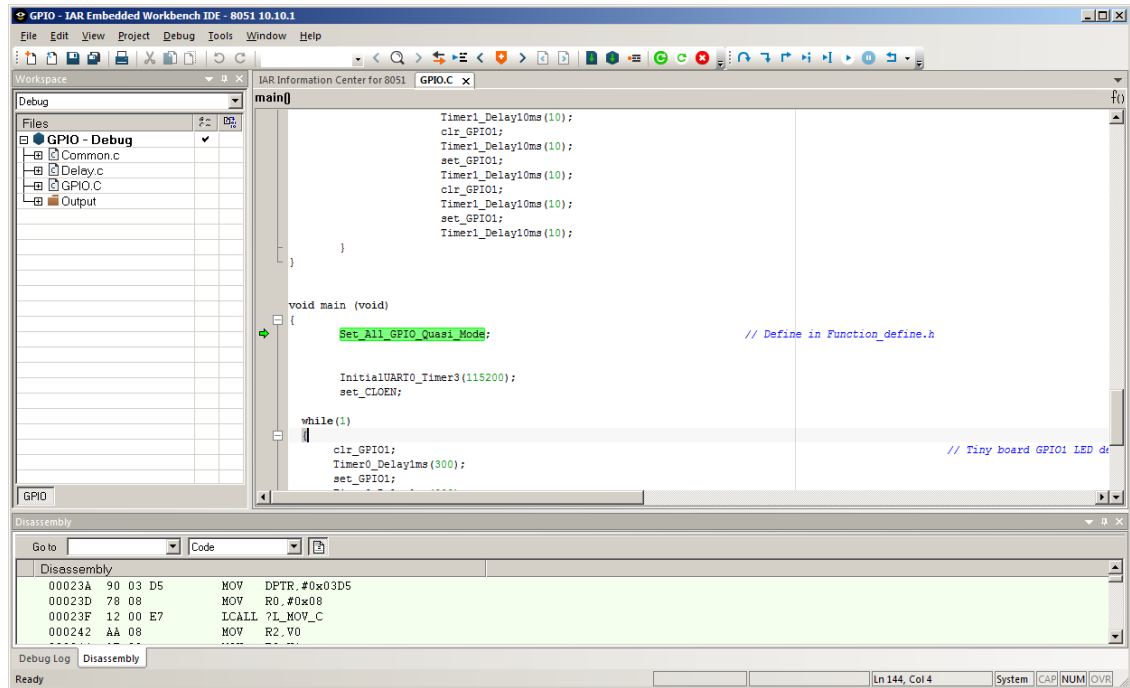 GPIO - IAR Embedded Workbench IDE - 8051 10.10.1
File Edit View Project Debug Tools Window Help
Workspace
IAR Information Center for 8051 GPIO.C x
Debug
main()
f()
Files
GPIO - Debug
Common.c
Delay.c
GPIO.C
Output
Timer1_Delay10ms(10);
clr_GPIO1;
Timer1_Delay10ms(10);
set_GPIO1;
Timer1_Delay10ms(10);
clr_GPIO1;
Timer1_Delay10ms(10);
set_GPIO1;
Timer1_Delay10ms(10);
}
}
void main (void)
{
Set_All_GPIO_Quasi_Mode; // Define in Function_define.h
InitialUART0_Timer3(115200);
set_CLOEN;
while(1)
{
clr_GPIO1; // Tiny board GPIO1 LED de
Timer0_Delay1ms(300);
set_GPIO1;
GPIO
Disassembly
Go to Code
Disassembly
00023A 90 03 D5 MOV DPTR,#0x03D5
00023D 78 08 MOV R0,#0x08
00023F 12 00 E7 LCALL ?L_MOV_C
000242 AA 08 MOV R2,V0
Debug Log Disassembly
Ready Ln 144, Col 4 System CAP NUM OVR